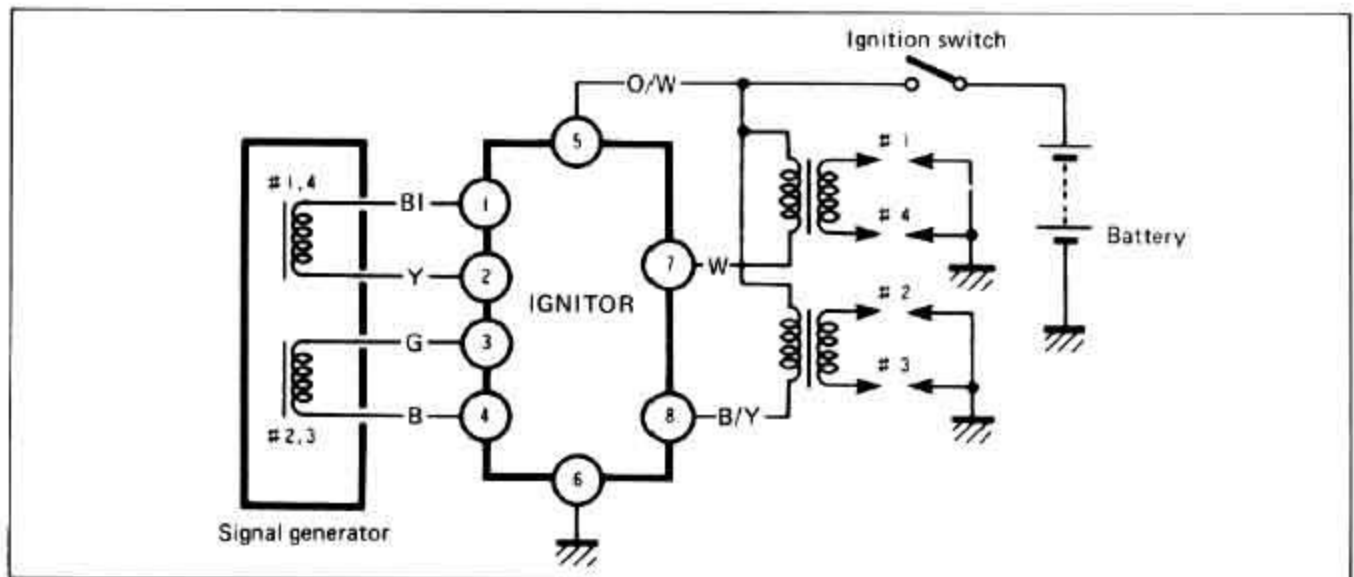 Ignition switch
O/W
5
# 1,4
# 1
Bl
1
# 4
Battery
Y
2
7
W
IGNITOR
# 2
G
3
# 3
B
4
8
B/Y
# 2,3
6
Signal generator